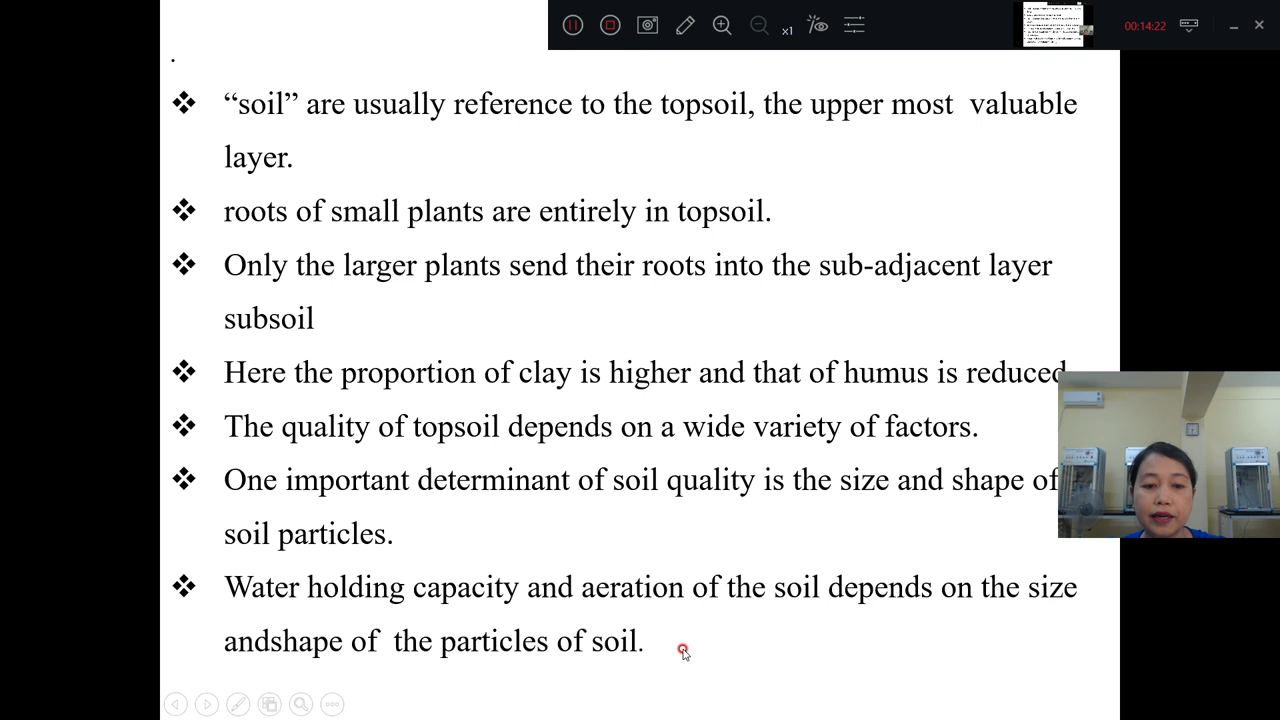 x1
00:14:22
.
❖ “soil” are usually reference to the topsoil, the upper most valuable
layer.
❖ roots of small plants are entirely in topsoil.
❖ Only the larger plants send their roots into the sub-adjacent layer
subsoil
❖ Here the proportion of clay is higher and that of humus is reduced
❖ The quality of topsoil depends on a wide variety of factors.
❖ One important determinant of soil quality is the size and shape of
soil particles.
❖ Water holding capacity and aeration of the soil depends on the size
andshape of the particles of soil.